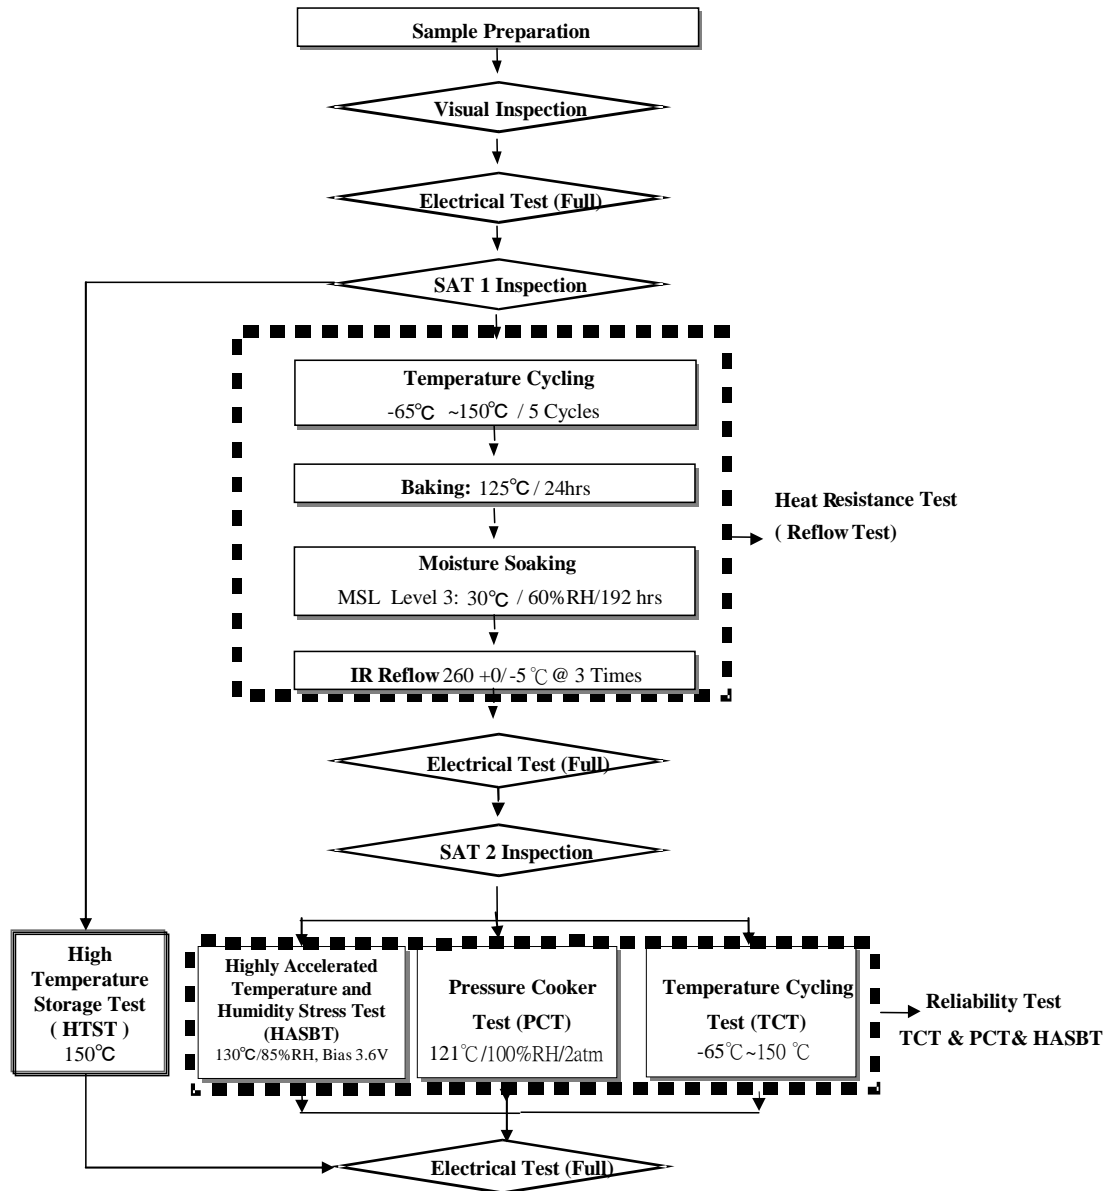 Sample Preparation
Visual Inspection
Electrical Test (Full)
SAT 1 Inspection
Temperature Cycling
-65℃ ~150℃ / 5 Cycles
Baking: 125℃ / 24hrs
Heat Resistance Test
( Reflow Test)
Moisture Soaking
MSL Level 3: 30℃ / 60%RH/192 hrs
IR Reflow 260 +0/-5℃ @ 3 Times
Electrical Test (Full)
SAT 2 Inspection
High
Temperature
Storage Test
( HTST )
150℃
Highly Accelerated
Temperature and
Humidity Stress Test
(HASBT)
130℃/85%RH, Bias 3.6V
Pressure Cooker
Test (PCT)
121℃/100%RH/2atm
Temperature Cycling
Test (TCT)
-65℃~150 ℃
Reliability Test
TCT & PCT& HASBT
Electrical Test (Full)